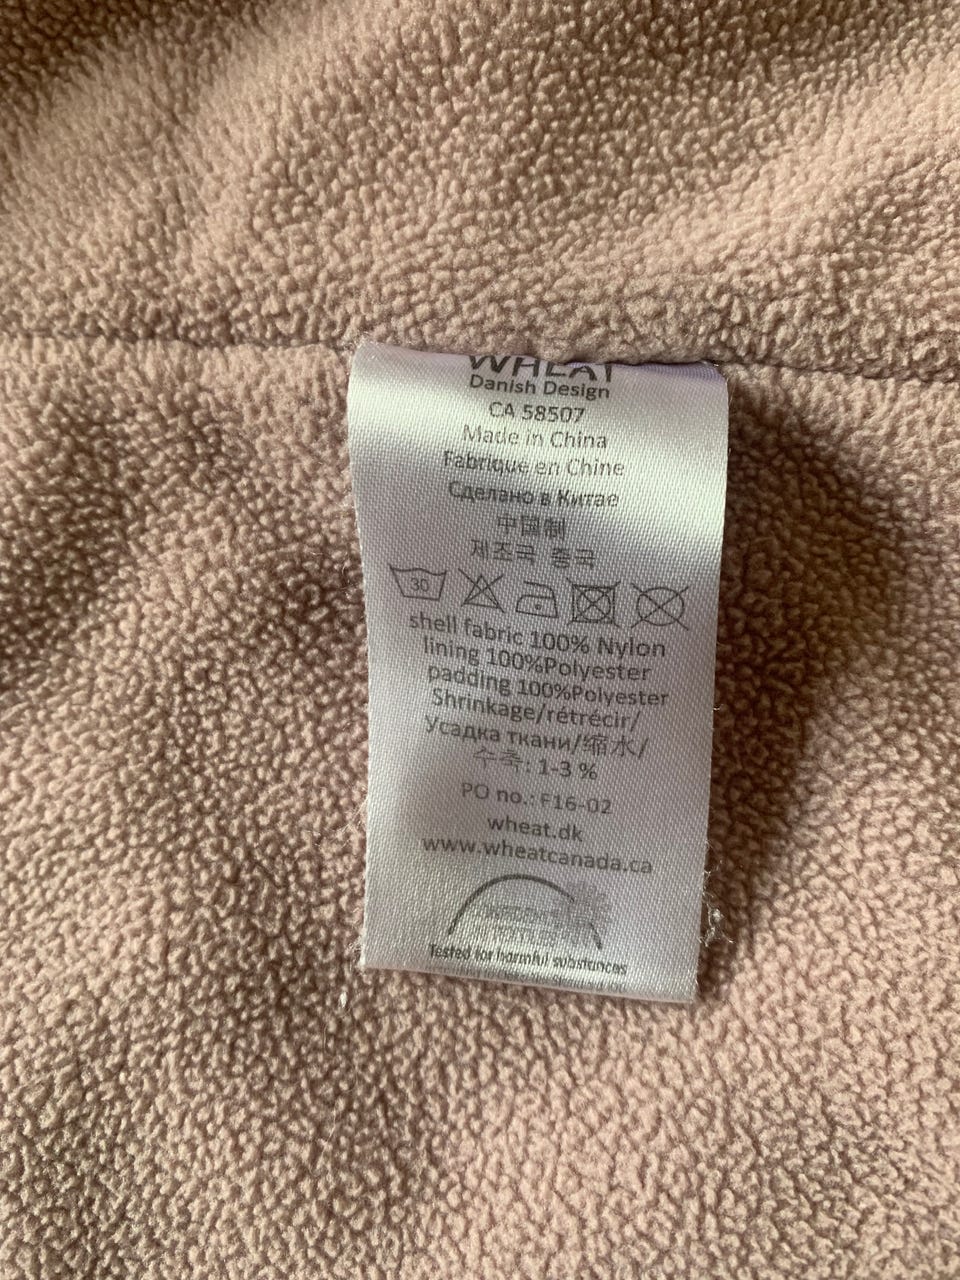 WHEAT
Danish Design
CA 58507
Made in China
Fabrique en Chine
Сделано в Китае
中国制
제조국 중국
30
shell fabric 100% Nylon
lining 100%Polyester
padding 100%Polyester
Shrinkage/rétrécir/
Усадка ткани/缩水/
수축: 1-3 %
PO no.: F16-02
wheat.dk
www.wheatcanada.ca
Tested for harmful substances